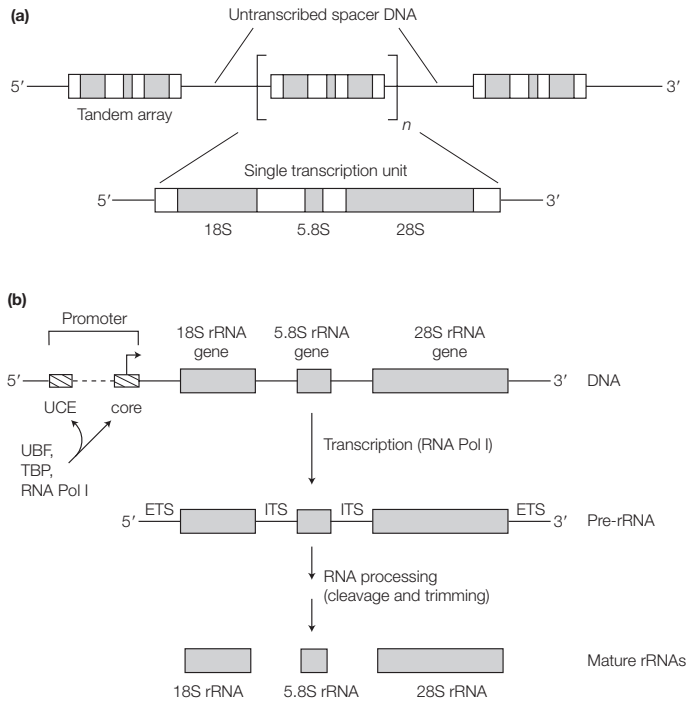 (a)
Untranscribed spacer DNA
5′
3′
Tandem array
n
Single transcription unit
5′
3′
18S
5.8S
28S
(b)
Promoter
18S rRNA
gene
5.8S rRNA
gene
28S rRNA
gene
5′
3′
DNA
UCE
core
UBF,
TBP,
RNA Pol I
Transcription (RNA Pol I)
5′
ETS
ITS
ITS
ETS
3′
Pre-rRNA
RNA processing
(cleavage and trimming)
Mature rRNAs
18S rRNA
5.8S rRNA
28S rRNA